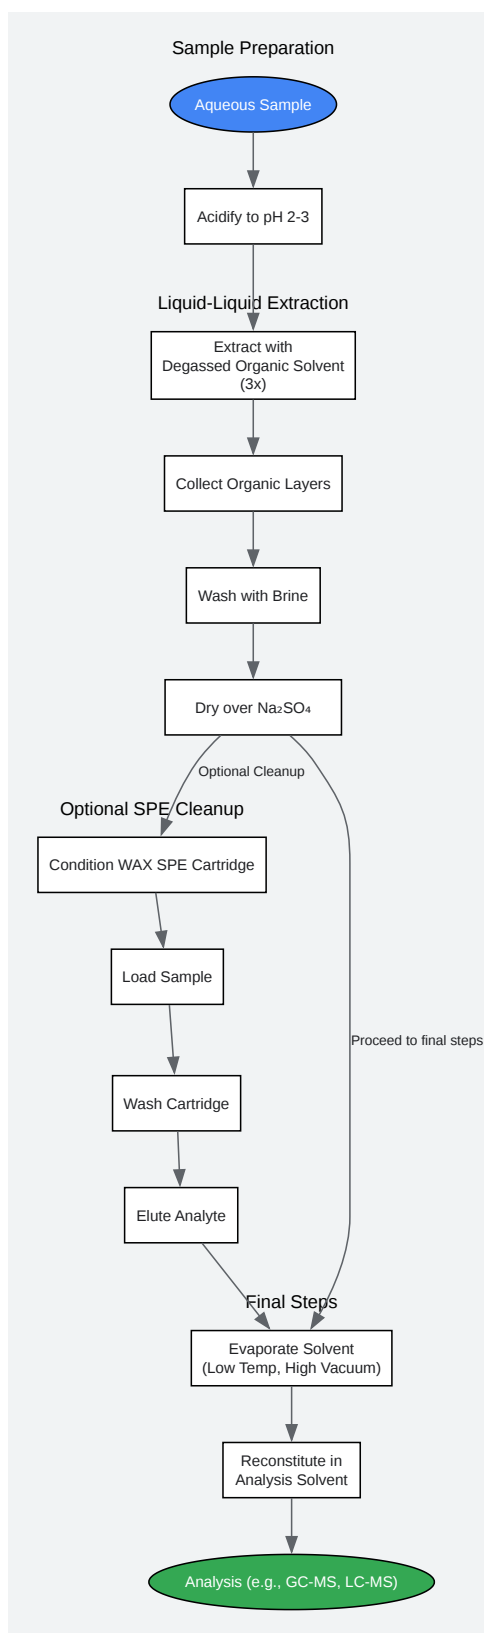 Sample Preparation
Aqueous Sample
Acidify to pH 2-3
Liquid-Liquid Extraction
Extract with
Degassed Organic Solvent
(3x)
Collect Organic Layers
Wash with Brine
Dry over Na₂SO₄
Optional Cleanup
Optional SPE Cleanup
Condition WAX SPE Cartridge
Load Sample
Proceed to final steps
Wash Cartridge
Elute Analyte
Final Steps
Evaporate Solvent
(Low Temp, High Vacuum)
Reconstitute in
Analysis Solvent
Analysis (e.g., GC-MS, LC-MS)